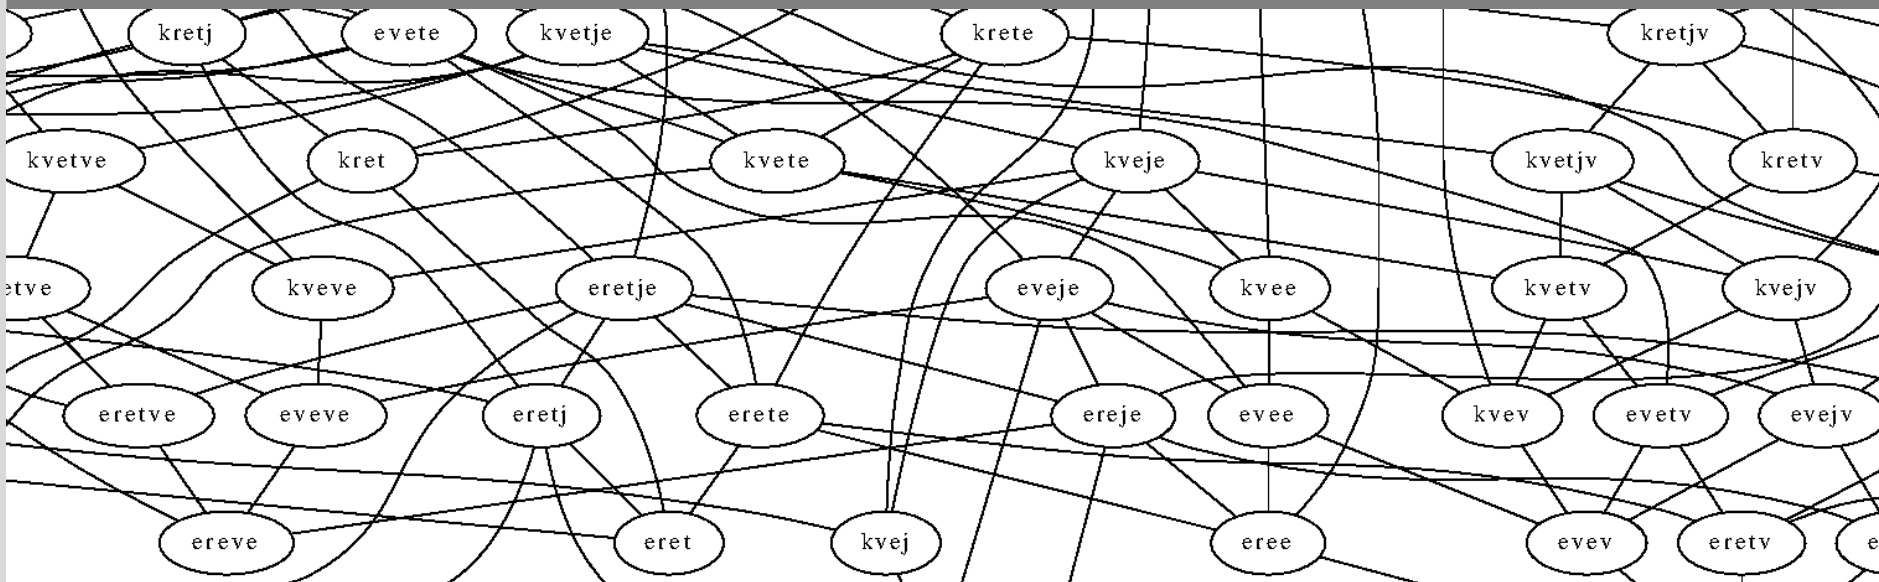 kretj evete kvetje krete kretjv
kvetve kret kvete kveje kvetjv kretv
etve kveve eretje eveje kvee kvetv kvejv
eretve eveve eretj erete ereje evee kvev evetv evejv
ereve eret kvej eree evev eretv e